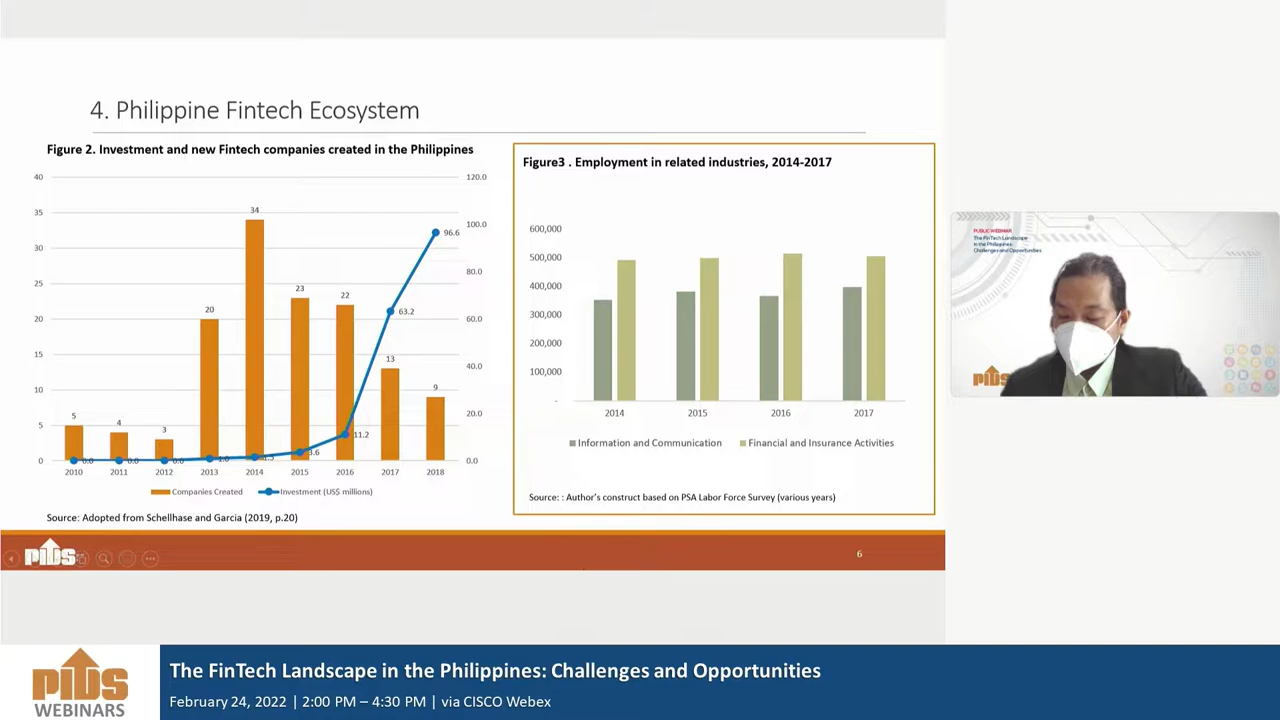 4. Philippine Fintech Ecosystem
Figure 2. Investment and new Fintech companies created in the Philippines
40
35
30
25
20
15
10
5
0
120.0
100.0
80.0
60.0
40.0
20.0
0.0
5
4
3
20
34
23
22
13
9
0.0
0.0
0.0
1.0
1.5
3.6
11.2
63.2
96.6
2010
2011
2012
2013
2014
2015
2016
2017
2018
Companies Created
Investment (US$ millions)
Source: Adopted from Schellhase and Garcia (2019, p.20)
Figure3 . Employment in related industries, 2014-2017
600,000
500,000
400,000
300,000
200,000
100,000
-
2014
2015
2016
2017
Information and Communication
Financial and Insurance Activities
Source: : Author's construct based on PSA Labor Force Survey (various years)
PIDS
6
PUBLIC WEBINAR
The FinTech Landscape
in the Philippines:
Challenges and Opportunities
PIDS
PIDS
WEBINARS
The FinTech Landscape in the Philippines: Challenges and Opportunities
February 24, 2022 | 2:00 PM – 4:30 PM | via CISCO Webex